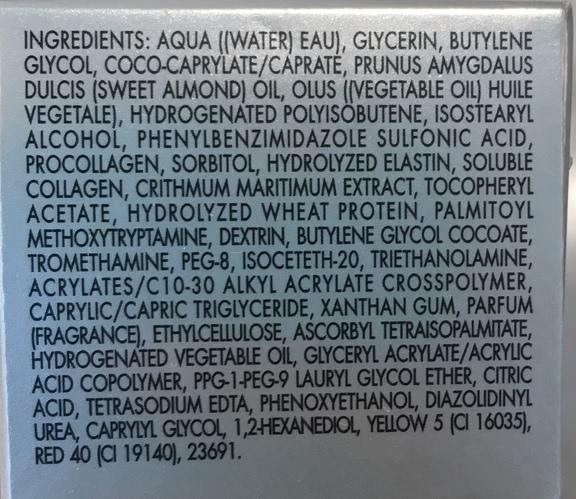 INGREDIENTS: AQUA ((WATER) EAU), GLYCERIN, BUTYLENE
GLYCOL, COCO-CAPRYLATE/CAPRATE, PRUNUS AMYGDALUS
DULCIS (SWEET ALMOND) OIL, OLUS ((VEGETABLE OIL) HUILE
VEGETALE), HYDROGENATED POLYISOBUTENE, ISOSTEARYL
ALCOHOL, PHENYLBENZIMIDAZOLE SULFONIC ACID,
PROCOLLAGEN, SORBITOL, HYDROLYZED ELASTIN, SOLUBLE
COLLAGEN, CRITHMUM MARITIMUM EXTRACT, TOCOPHERYL
ACETATE, HYDROLYZED WHEAT PROTEIN, PALMITOYL
METHOXYTRYPTAMINE, DEXTRIN, BUTYLENE GLYCOL COCOATE,
TROMETHAMINE, PEG-8, ISOCETETH-20, TRIETHANOLAMINE,
ACRYLATES/C10-30 ALKYL ACRYLATE CROSSPOLYMER,
CAPRYLIC/CAPRIC TRIGLYCERIDE, XANTHAN GUM, PARFUM
(FRAGRANCE), ETHYLCELLULOSE, ASCORBYL TETRAISOPALMITATE,
HYDROGENATED VEGETABLE OIL, GLYCERYL ACRYLATE/ACRYLIC
ACID COPOLYMER, PPG-1-PEG-9 LAURYL GLYCOL ETHER, CITRIC
ACID, TETRASODIUM EDTA, PHENOXYETHANOL, DIAZOLIDINYL
UREA, CAPRYLYL GLYCOL, 1,2-HEXANEDIOL, YELLOW 5 (CI 16035),
RED 40 (CI 19140), 23691.